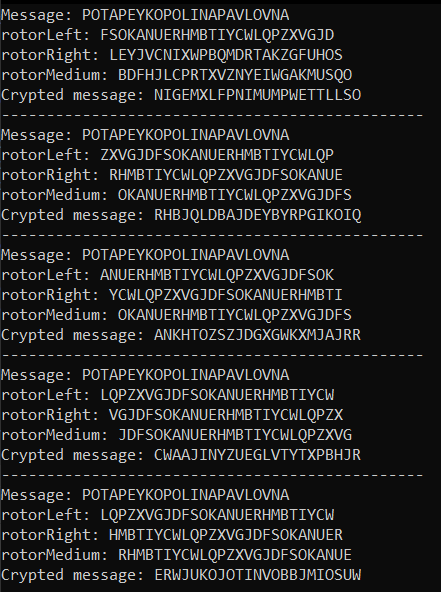 Message: POTAPEYKOPOLINAPAVLOVNA
rotorLeft: FSOKANUERHMBTIYCWLQPZXVGJD
rotorRight: LEYJVCNIXWPBQMDRTAKZGFUHOS
rotorMedium: BDFHJLCPRTXVZNYEIWGAKMUSQO
Crypted message: NIGEMXLFPNIMUMPWETTLLSO
----------------------------------------------
Message: POTAPEYKOPOLINAPAVLOVNA
rotorLeft: ZXVGJDFSOKANUERHMBTIYCWLQP
rotorRight: RHMBTIYCWLQPZXVGJDFSOKANUE
rotorMedium: OKANUERHMBTIYCWLQPZXVGJDFS
Crypted message: RHBJQLDBAJDEYBYRPGIKOIQ
----------------------------------------------
Message: POTAPEYKOPOLINAPAVLOVNA
rotorLeft: ANUERHMBTIYCWLQPZXVGJDFSOK
rotorRight: YCWLQPZXVGJDFSOKANUERHMBTI
rotorMedium: OKANUERHMBTIYCWLQPZXVGJDFS
Crypted message: ANKHTOZSZJDGXGWKXMJAJRR
----------------------------------------------
Message: POTAPEYKOPOLINAPAVLOVNA
rotorLeft: LQPZXVGJDFSOKANUERHMBTIYCW
rotorRight: VGJDFSOKANUERHMBTIYCWLQPZX
rotorMedium: JDFSOKANUERHMBTIYCWLQPZXVG
Crypted message: CWAAJINYZUEGLVTYTXPBHJR
----------------------------------------------
Message: POTAPEYKOPOLINAPAVLOVNA
rotorLeft: LQPZXVGJDFSOKANUERHMBTIYCW
rotorRight: HMBTIYCWLQPZXVGJDFSOKANUER
rotorMedium: RHMBTIYCWLQPZXVGJDFSOKANUE
Crypted message: ERWJUKOJOTINVOBBJMIOSUW